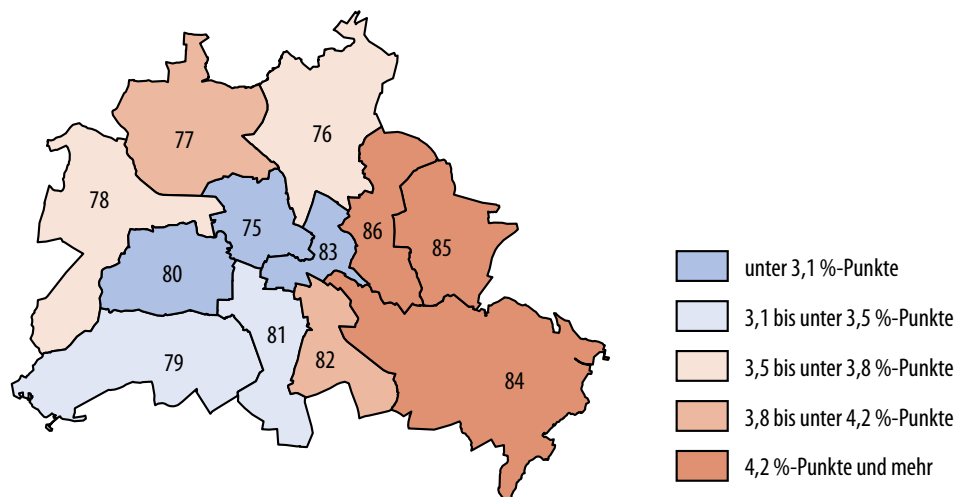 76
77
78
75
86
83
85
80
81
79
82
84
unter 3,1 %-Punkte
3,1 bis unter 3,5 %-Punkte
3,5 bis unter 3,8 %-Punkte
3,8 bis unter 4,2 %-Punkte
4,2 %-Punkte und mehr